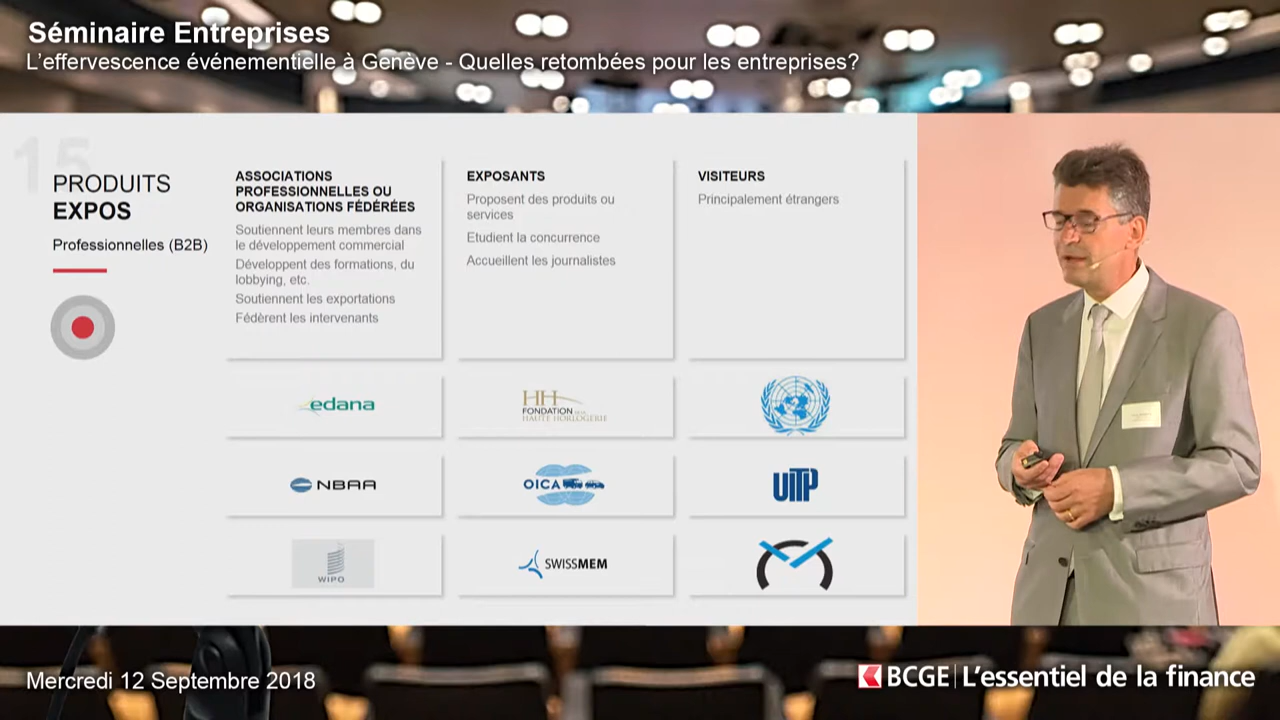 Séminaire Entreprises
L'effervescence événementielle à Genève - Quelles retombées pour les entreprises?
15
PRODUITS
EXPOS
Professionnelles (B2B)
ASSOCIATIONS
PROFESSIONNELLES OU
ORGANISATIONS FÉDÉRÉES
Soutiennent leurs membres dans
le développement commercial
Développent des formations, du
lobbying, etc.
Soutiennent les exportations
Fédèrent les intervenants
EXPOSANTS
Proposent des produits ou
services
Etudient la concurrence
Accueillent les journalistes
VISITEURS
Principalement étrangers
edana
HH
FONDATION DE LA
HAUTE HORLOGERIE
NBAA
OICA
UITP
WIPO
SWISSMEM
Mercredi 12 Septembre 2018
BCGE | L'essentiel de la finance